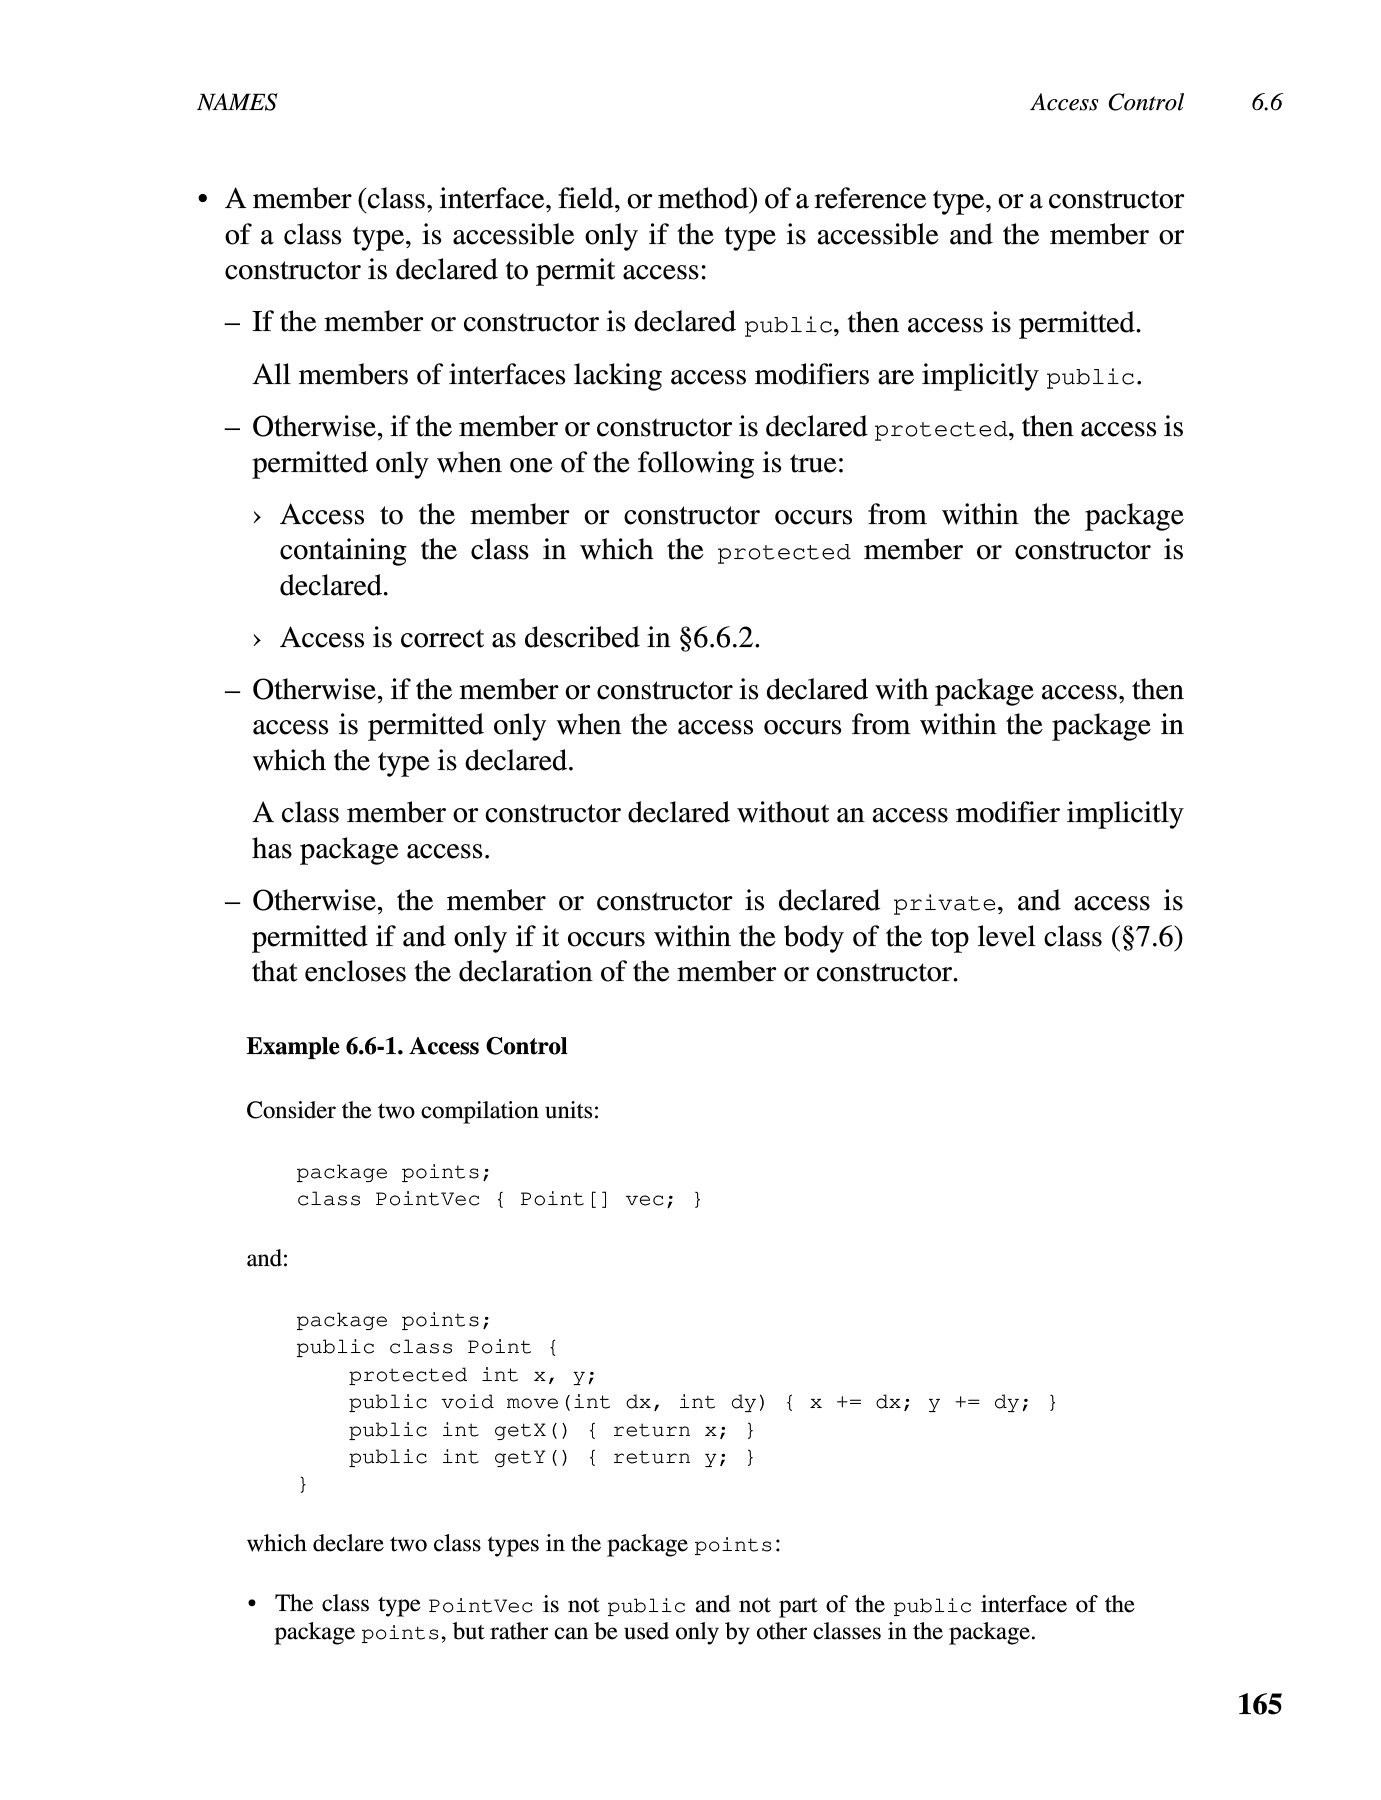 NAMES Access Control 6.6
• A member (class, interface, field, or method) of a reference type, or a constructor
of a class type, is accessible only if the type is accessible and the member or
constructor is declared to permit access:
– If the member or constructor is declared public, then access is permitted.
All members of interfaces lacking access modifiers are implicitly public.
– Otherwise, if the member or constructor is declared protected, then access is
permitted only when one of the following is true:
› Access to the member or constructor occurs from within the package
containing the class in which the protected member or constructor is
declared.
› Access is correct as described in §6.6.2.
– Otherwise, if the member or constructor is declared with package access, then
access is permitted only when the access occurs from within the package in
which the type is declared.
A class member or constructor declared without an access modifier implicitly
has package access.
– Otherwise, the member or constructor is declared private, and access is
permitted if and only if it occurs within the body of the top level class (§7.6)
that encloses the declaration of the member or constructor.
Example 6.6-1. Access Control
Consider the two compilation units:
package points;
class PointVec { Point[] vec; }
and:
package points;
public class Point {
    protected int x, y;
    public void move(int dx, int dy) { x += dx; y += dy; }
    public int getX() { return x; }
    public int getY() { return y; }
}
which declare two class types in the package points:
• The class type PointVec is not public and not part of the public interface of the
package points, but rather can be used only by other classes in the package.
165